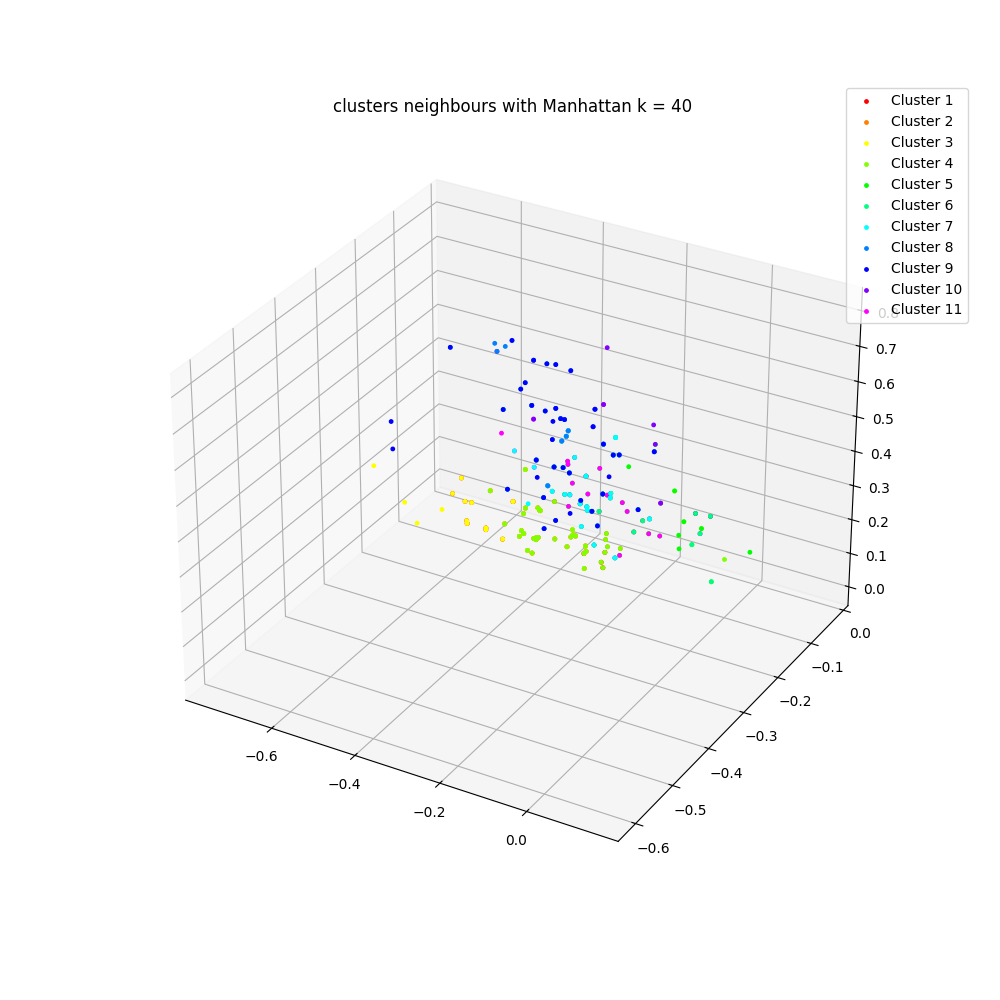 clusters neighbours with Manhattan k = 40
Cluster 1
Cluster 2
Cluster 3
Cluster 4
Cluster 5
Cluster 6
Cluster 7
Cluster 8
Cluster 9
Cluster 10
Cluster 11
0.7
0.6
0.5
0.4
0.3
0.2
0.1
0.0
0.0
−0.1
−0.2
−0.3
−0.4
−0.5
−0.6
−0.6
−0.4
−0.2
0.0